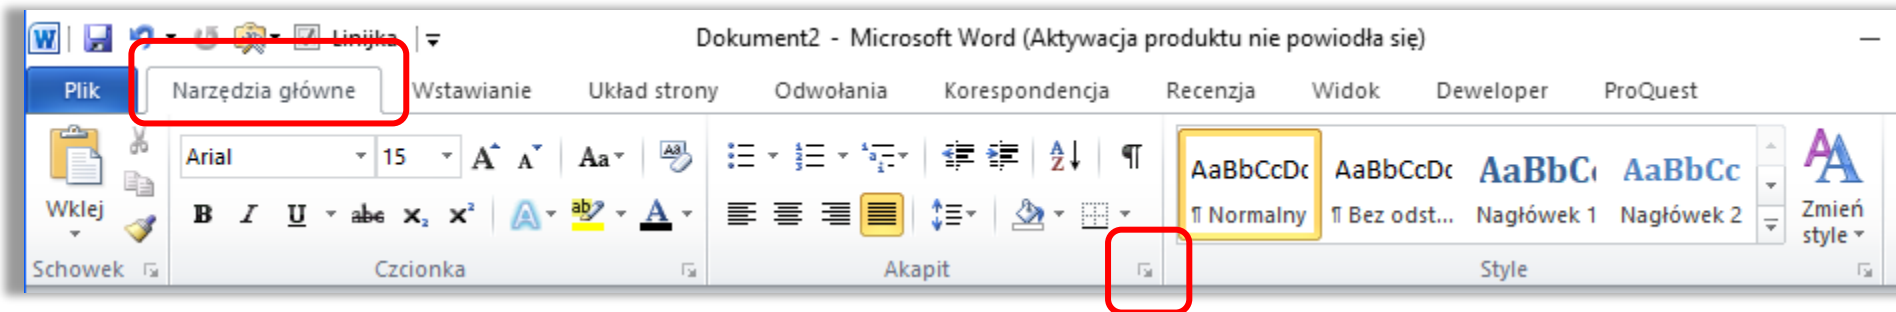 Linijka
Dokument2 - Microsoft Word (Aktywacja produktu nie powiodła się)
Plik Narzędzia główne Wstawianie Układ strony Odwołania Korespondencja Recenzja Widok Deweloper ProQuest
Wklej
Schowek
Arial 15 A A Aa
B I U abc x₂ x² A ab A
Czcionka
Akapit
AaBbCcDc AaBbCcDc AaBbC AaBbCc
¶ Normalny ¶ Bez odst... Nagłówek 1 Nagłówek 2
Style
Zmień
style